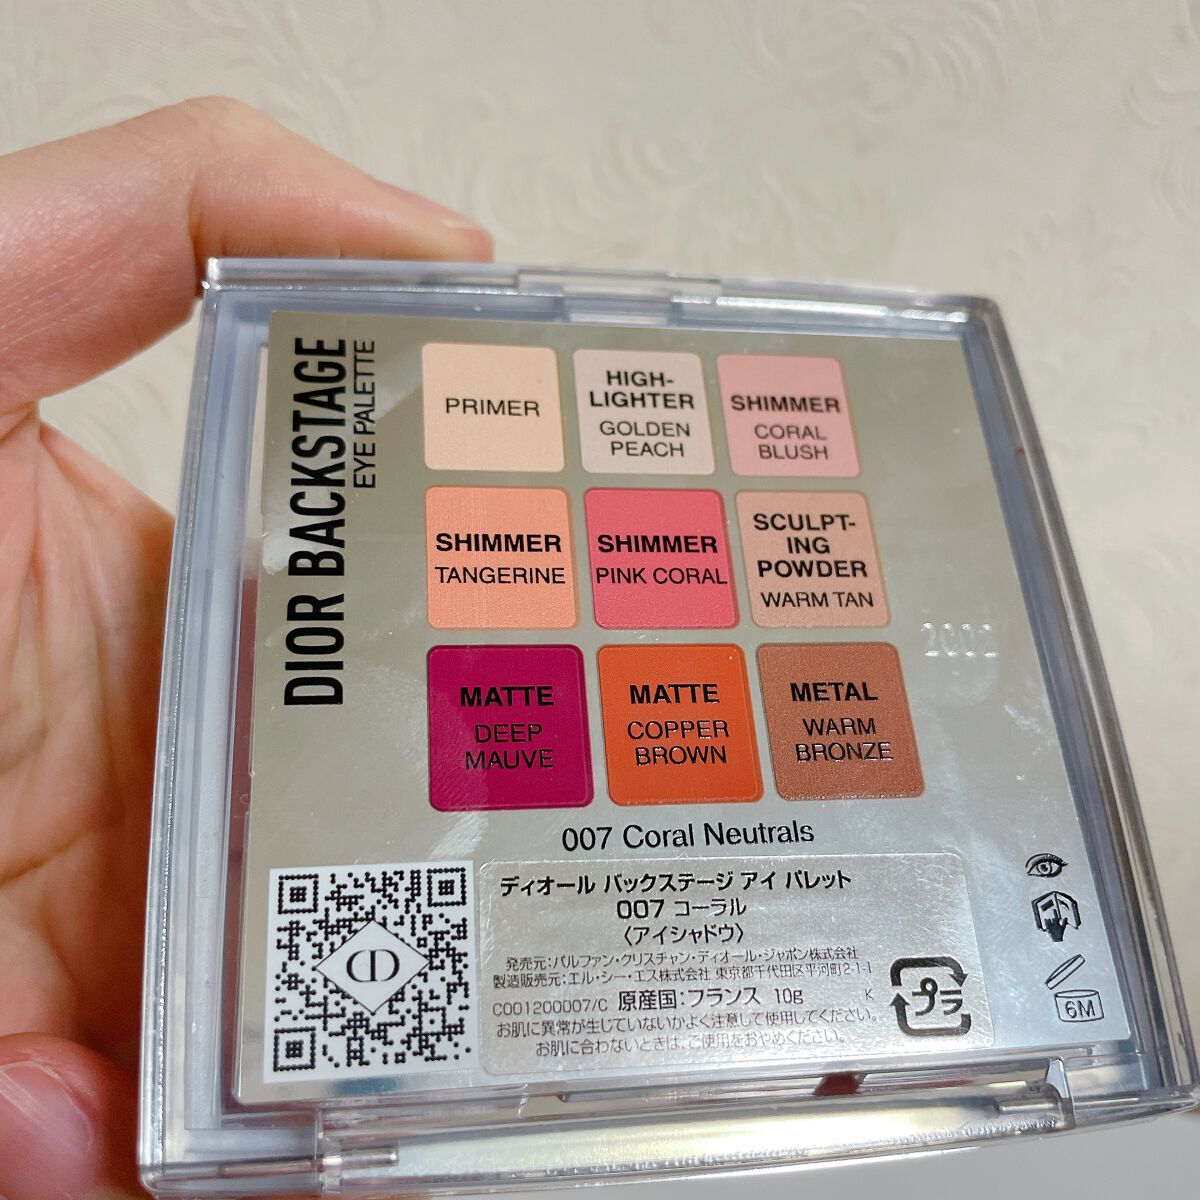 DIOR BACKSTAGE
EYE PALETTE
PRIMER
HIGH-
LIGHTER
GOLDEN
PEACH
SHIMMER
CORAL
BLUSH
SHIMMER
TANGERINE
SHIMMER
PINK CORAL
SCULPT-
ING
POWDER
WARM TAN
MATTE
DEEP
MAUVE
MATTE
COPPER
BROWN
METAL
WARM
BRONZE
2C02
007 Coral Neutrals
CD
ディオール バックステージ アイ パレット
007 コーラル
〈アイシャドウ〉
発売元:パルファン・クリスチャン・ディオール・ジャポン株式会社
製造販売元:エル・シー・エス株式会社 東京都千代田区平河町2-1-1
C001200007/C 原産国:フランス 10g K
お肌に異常が生じていないかよく注意して使用してください。
お肌に合わないときは、ご使用をおやめください。
プラ
6M